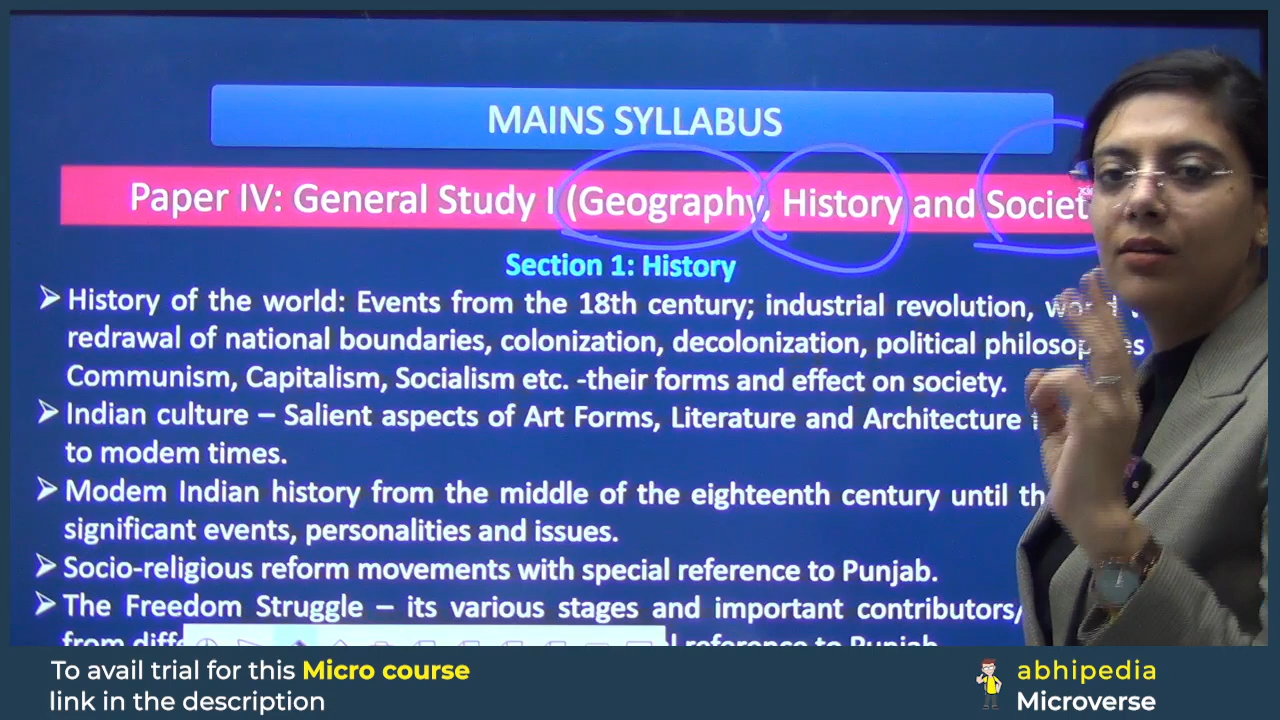 MAINS SYLLABUS
Paper IV: General Study I (Geography, History and Societ
Section 1: History
➢ History of the world: Events from the 18th century; industrial revolution,
redrawal of national boundaries, colonization, decolonization, political
Communism, Capitalism, Socialism etc. -their forms and effect on society.
➢ Indian culture – Salient aspects of Art Forms, Literature and Architecture
to modem times.
➢ Modem Indian history from the middle of the eighteenth century until
significant events, personalities and issues.
➢ Socio-religious reform movements with special reference to Punjab.
➢ The Freedom Struggle – its various stages and important contributors/
from reference to Punjab
To avail trial for this Micro course
link in the description
abhipedia
Microverse